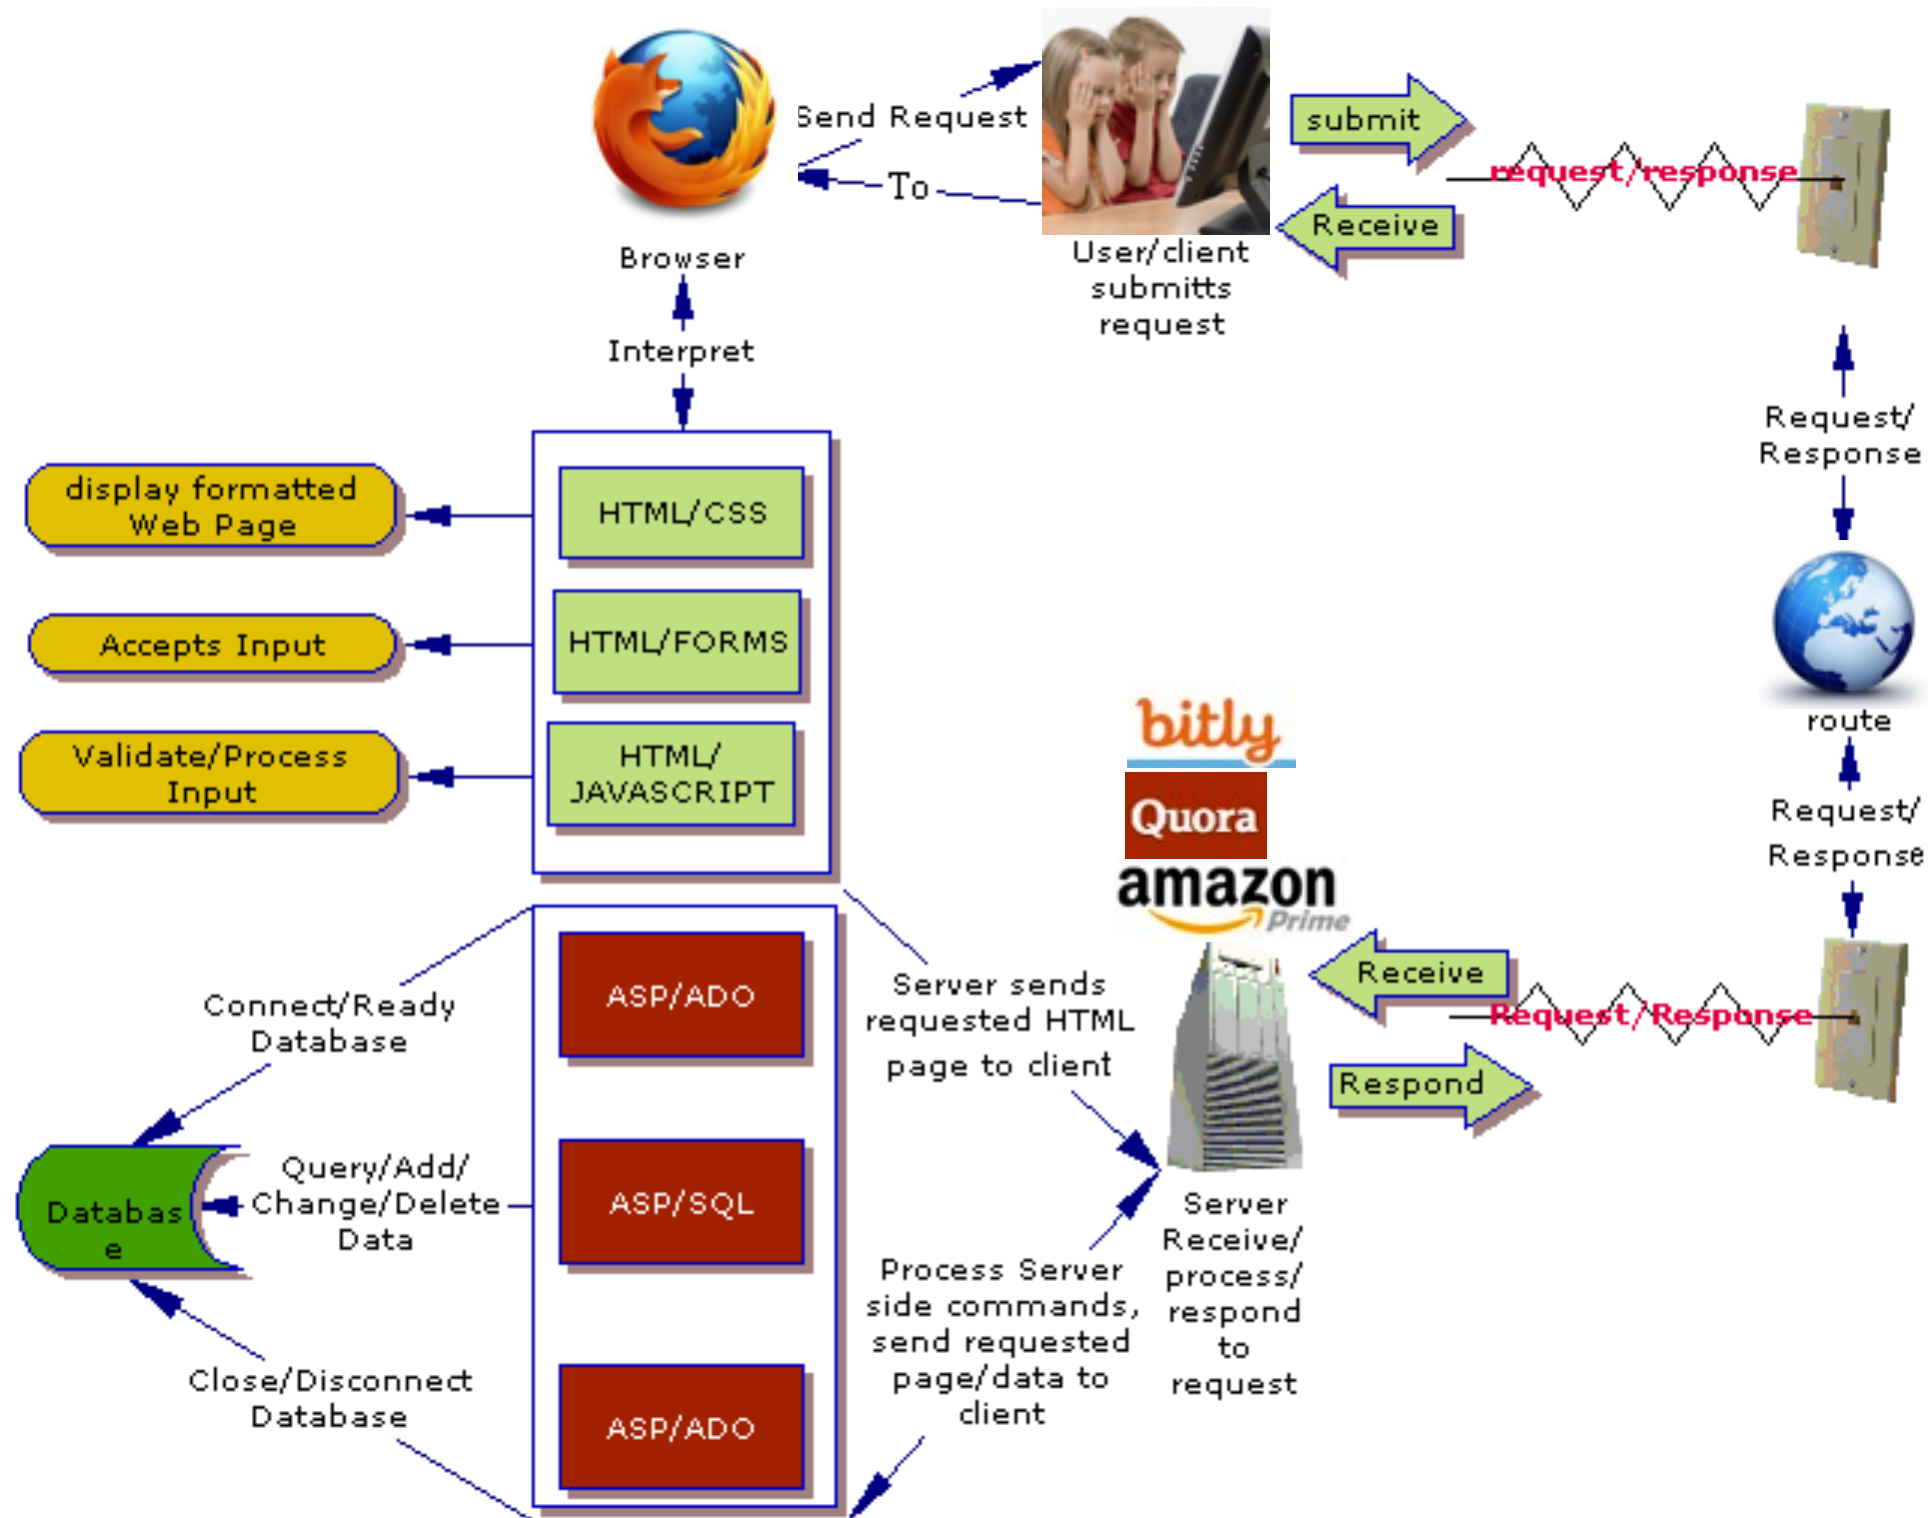 Send Request
To
Browser
User/client
submitts
request
submit
request/response
Receive
Interpret
Request/
Response
HTML/CSS
display formatted
Web Page
HTML/FORMS
Accepts Input
HTML/
JAVASCRIPT
Validate/Process
Input
route
Request/
Response
bitly
Quora
amazon
Prime
Receive
Request/Response
Respond
Server sends
requested HTML
page to client
ASP/ADO
Connect/Ready
Database
ASP/SQL
Query/Add/
Change/Delete
Data
Databas
e
ASP/ADO
Close/Disconnect
Database
Process Server
side commands,
send requested
page/data to
client
Server
Receive/
process/
respond
to
request